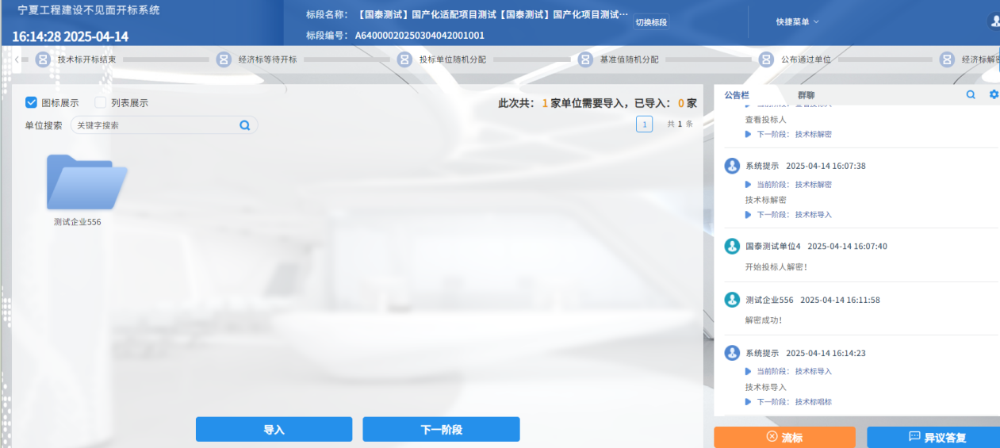 宁夏工程建设不见面开标系统
16:14:28 2025-04-14
标段名称： 【国泰测试】国产化适配项目测试【国泰测试】国产化项目测试…
标段编号： A64000020250304042001001
切换标段
快捷菜单
技术标开标结束
经济标等待开标
投标单位随机分配
基准值随机分配
公布通过单位
经济标解密
图标展示
列表展示
此次共： 1 家单位需要导入，已导入： 0 家
单位搜索
关键字搜索
1
共 1 条
测试企业556
导入
下一阶段
公告栏
群聊
查看投标人
下一阶段： 技术标解密
系统提示 2025-04-14 16:07:38
当前阶段： 技术标解密
技术标解密
下一阶段： 技术标导入
国泰测试单位4 2025-04-14 16:07:40
开始投标人解密！
测试企业556 2025-04-14 16:11:58
解密成功！
系统提示 2025-04-14 16:14:23
当前阶段： 技术标导入
技术标导入
下一阶段： 技术标唱标
流标
异议答复